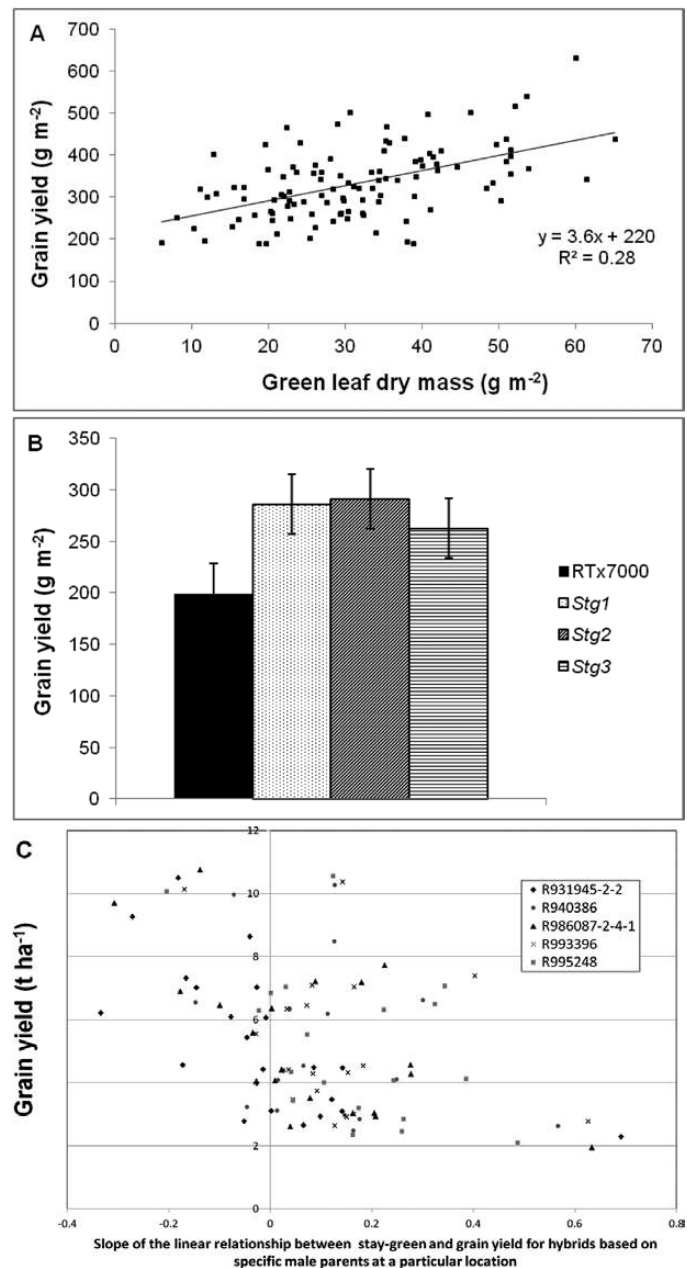 A
Grain yield (g m⁻²)
700
600
500
400
300
200
100
0
y = 3.6x + 220
R² = 0.28
0 10 20 30 40 50 60 70
Green leaf dry mass (g m⁻²)
B
Grain yield (g m⁻²)
350
300
250
200
150
100
50
0
RTx7000
Stg1
Stg2
Stg3
C
Grain yield (t ha⁻¹)
12
10
8
6
4
2
0
R931945-2-2
R940386
R986087-2-4-1
R993396
R995248
-0.4 -0.2 0 0.2 0.4 0.6 0.8
Slope of the linear relationship between stay-green and grain yield for hybrids based on
specific male parents at a particular location